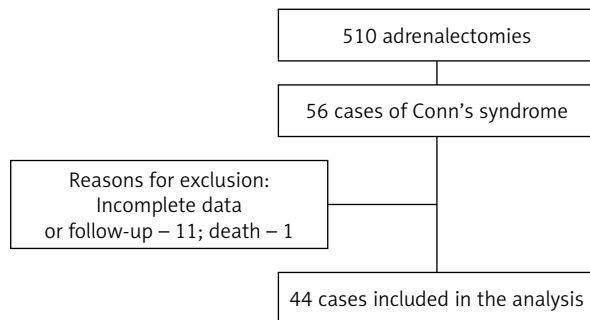 510 adrenalectomies
56 cases of Conn's syndrome
Reasons for exclusion:
Incomplete data
or follow-up – 11; death – 1
44 cases included in the analysis